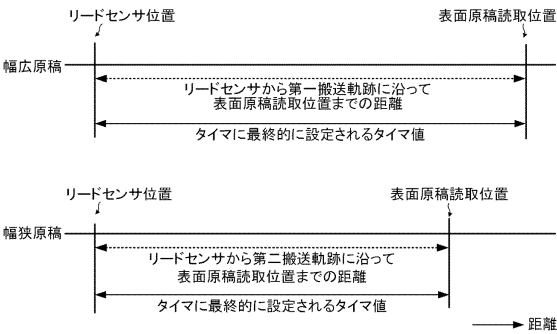 リードセンサ位置
表面原稿読取位置
幅広原稿
リードセンサから第一搬送軌跡に沿って
表面原稿読取位置までの距離
タイマに最終的に設定されるタイマ値
リードセンサ位置
表面原稿読取位置
幅狭原稿
リードセンサから第二搬送軌跡に沿って
表面原稿読取位置までの距離
タイマに最終的に設定されるタイマ値
距離